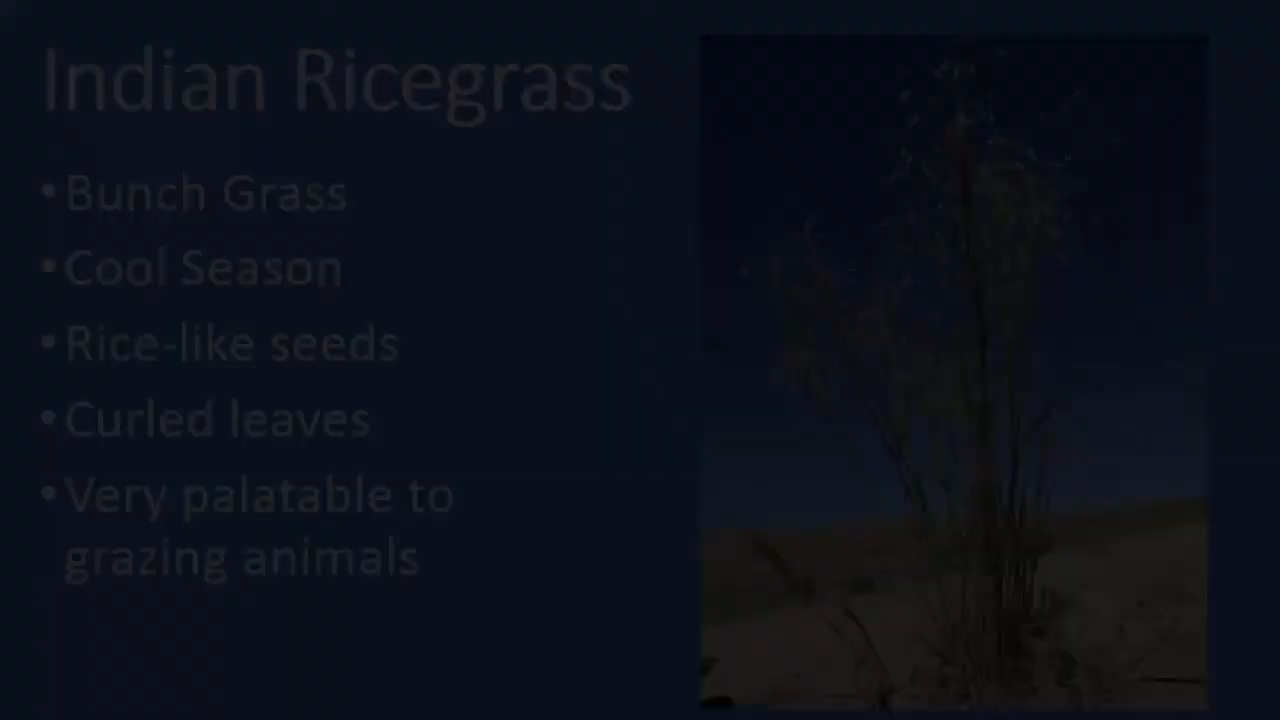 Indian Ricegrass
• Bunch Grass
• Cool Season
• Rice-like seeds
• Curled leaves
• Very palatable to
grazing animals